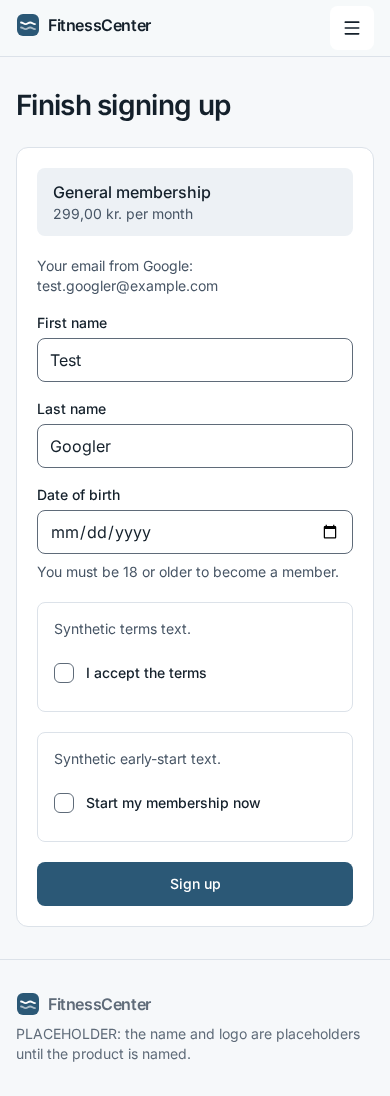 FitnessCenter
Finish signing up
General membership
299,00 kr. per month
Your email from Google:
test.googler@example.com
First name
Test
Last name
Googler
Date of birth
mm/dd/yyyy
You must be 18 or older to become a member.
Synthetic terms text.
I accept the terms
Synthetic early-start text.
Start my membership now
Sign up
FitnessCenter
PLACEHOLDER: the name and logo are placeholders
until the product is named.